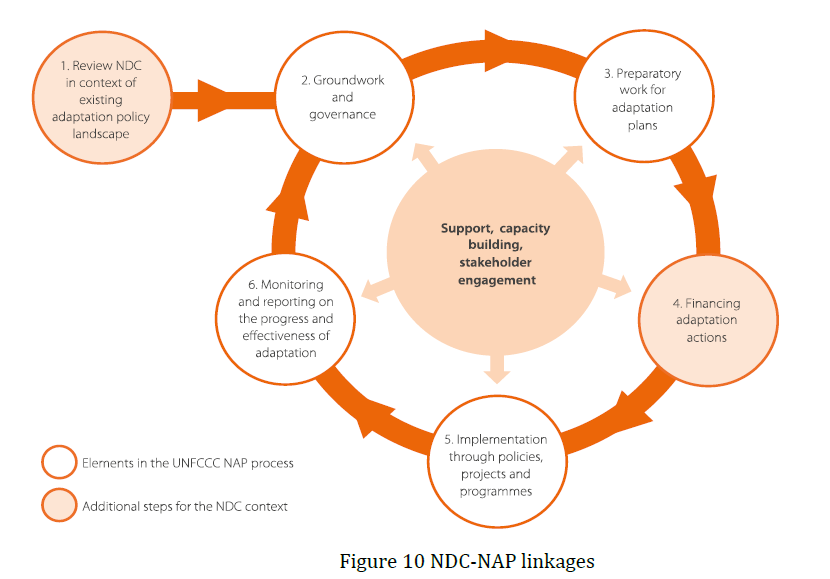 1. Review NDC
in context of
existing
adaptation policy
landscape
2. Groundwork
and
governance
3. Preparatory
work for
adaptation
plans
Support, capacity
building,
stakeholder
engagement
4. Financing
adaptation
actions
5. Implementation
through policies,
projects and
programmes
6. Monitoring
and reporting on
the progress and
effectiveness of
adaptation
Elements in the UNFCCC NAP process
Additional steps for the NDC context
Figure 10 NDC-NAP linkages